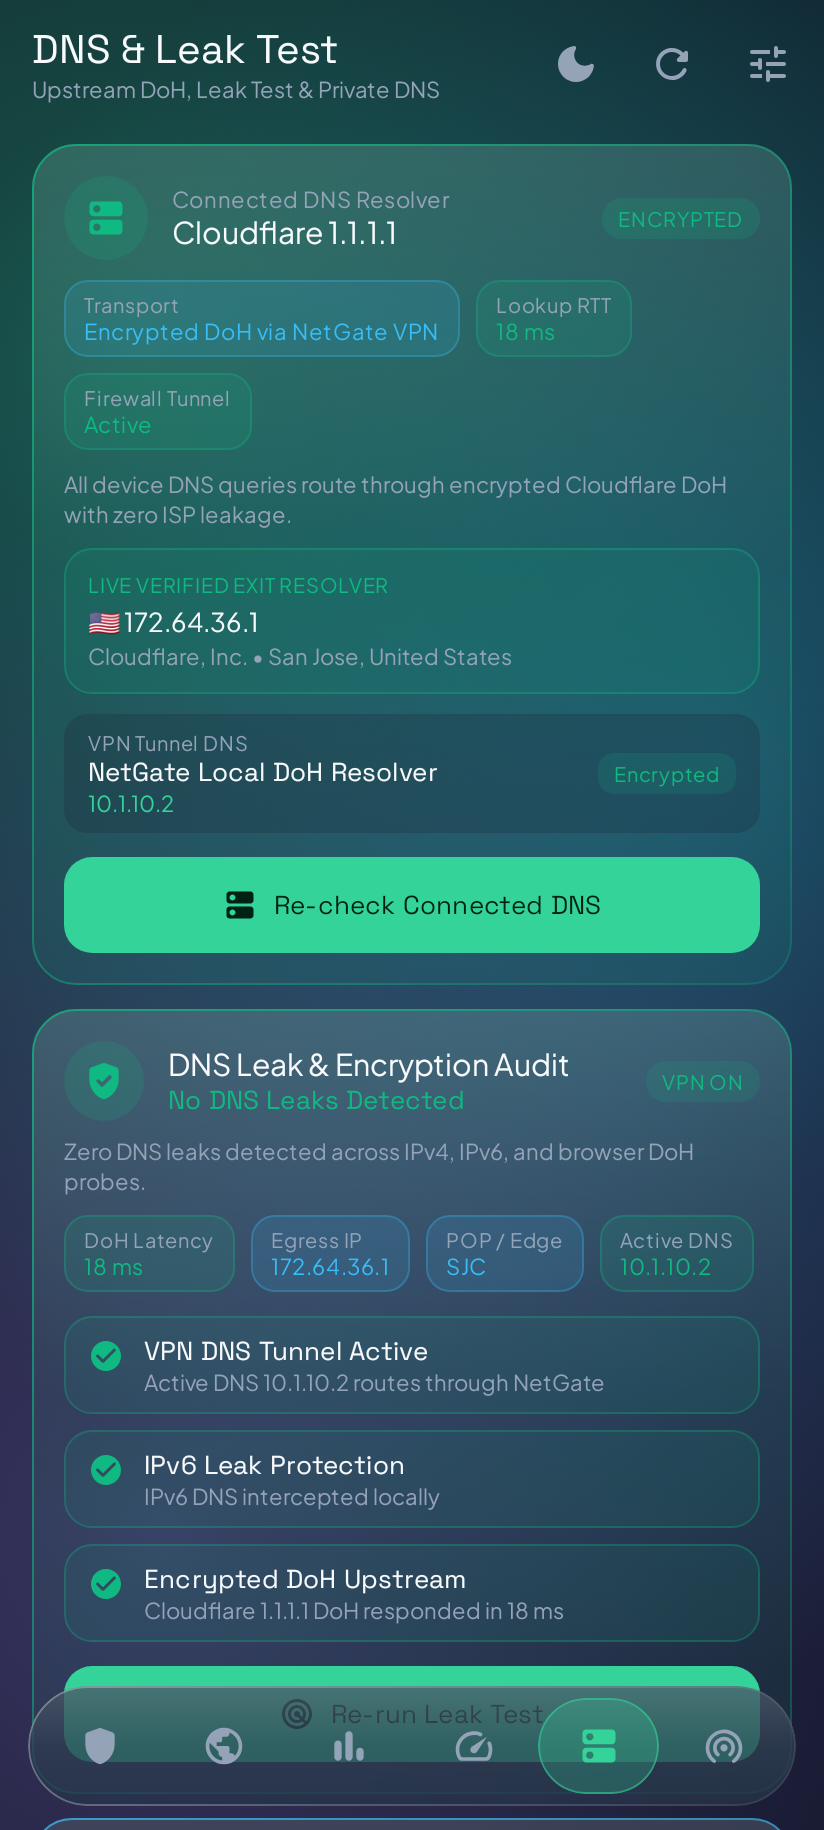 DNS & Leak Test
Upstream DoH, Leak Test & Private DNS
Connected DNS Resolver
Cloudflare 1.1.1.1
ENCRYPTED
Transport
Encrypted DoH via NetGate VPN
Lookup RTT
18 ms
Firewall Tunnel
Active
All device DNS queries route through encrypted Cloudflare DoH
with zero ISP leakage.
LIVE VERIFIED EXIT RESOLVER
🇺🇸 172.64.36.1
Cloudflare, Inc. • San Jose, United States
VPN Tunnel DNS
NetGate Local DoH Resolver
10.1.10.2
Encrypted
Re-check Connected DNS
DNS Leak & Encryption Audit
No DNS Leaks Detected
VPN ON
Zero DNS leaks detected across IPv4, IPv6, and browser DoH
probes.
DoH Latency
18 ms
Egress IP
172.64.36.1
POP / Edge
SJC
Active DNS
10.1.10.2
VPN DNS Tunnel Active
Active DNS 10.1.10.2 routes through NetGate
IPv6 Leak Protection
IPv6 DNS intercepted locally
Encrypted DoH Upstream
Cloudflare 1.1.1.1 DoH responded in 18 ms
Re-run Leak Test